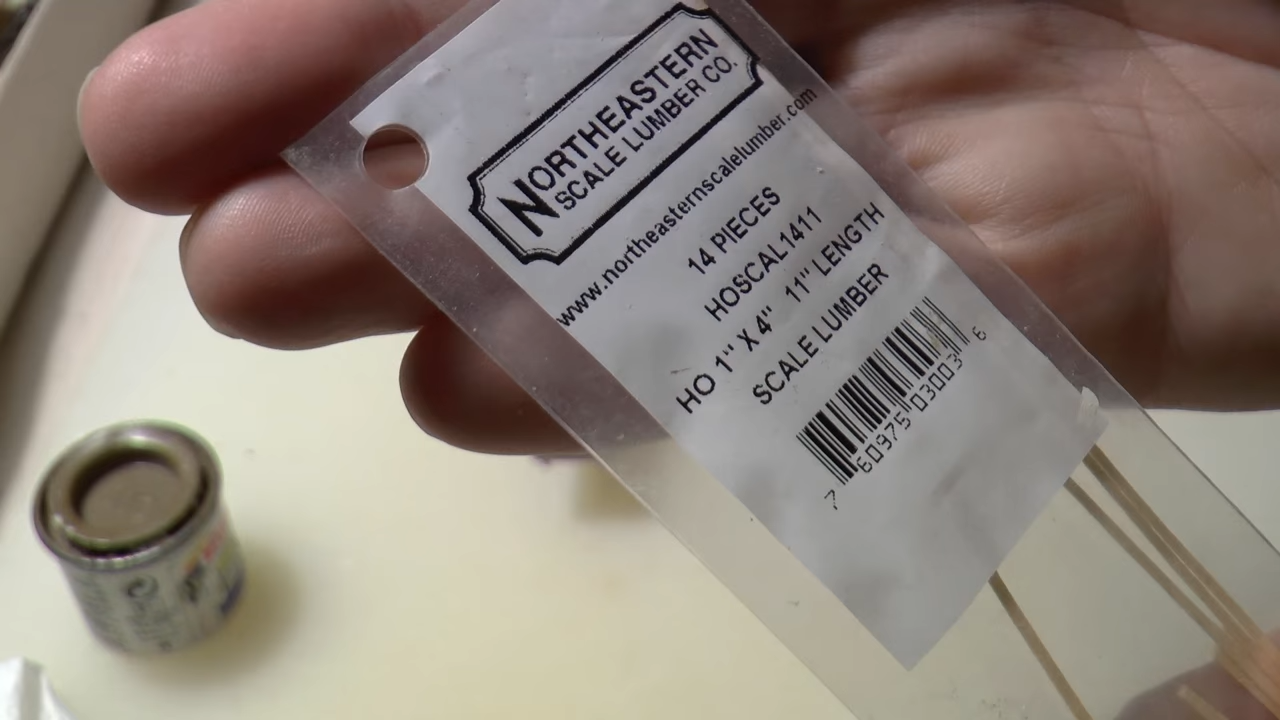 NORTHEASTERN
SCALE LUMBER CO.
www.northeasternscalelumber.com
14 PIECES
HOSCAL1411
HO 1" X 4" 11" LENGTH
SCALE LUMBER
7 60975 03003 6